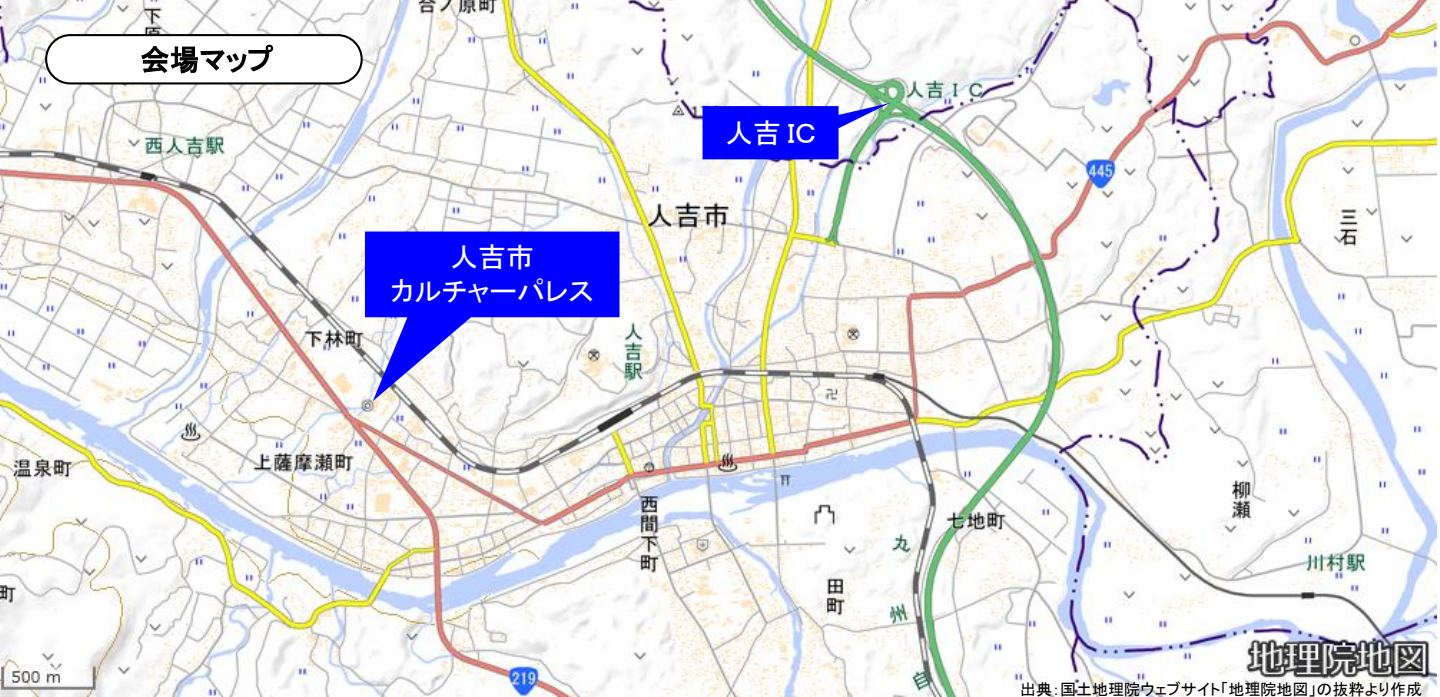 合ノ原町
下原
会場マップ
人吉IC
人吉 IC
西人吉駅
445
人吉市
三石
人吉市
カルチャーパレス
下林町
人吉駅
温泉町
上薩摩瀬町
西間下町
七地町
柳瀬
田町
川村駅
町
丸
州
自
219
500 m
地理院地図
出典：国土地理院ウェブサイト「地理院地図」の抜粋より作成